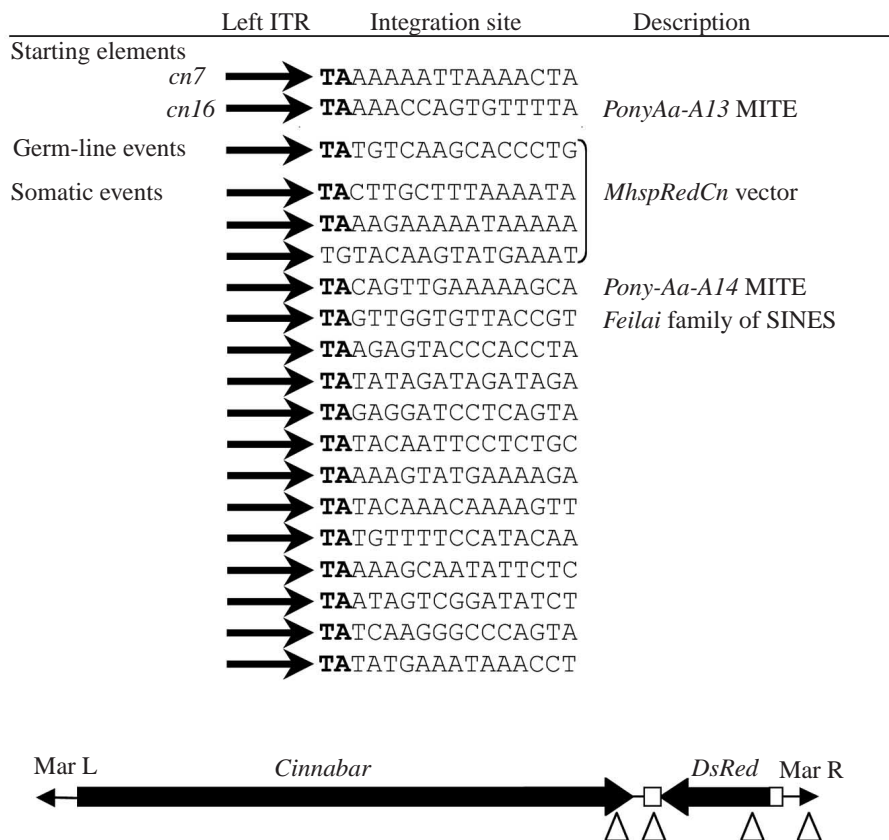 Left ITR Integration site Description
Starting elements
cn7 TAAAAAATTAAAACTA
cn16 TAAAACCAGTGTTTTA PonyAa-A13 MITE
Germ-line events TATGTCAAGCACCCTG
Somatic events TACTTGCTTTAAAATA MhspRedCn vector
TAAAGAAAAATAAAAA
TGTACAAGTATGAAAT
TACAGTTGAAAAAGCA Pony-Aa-A14 MITE
TAGTTGGTGTTACCGT Feilai family of SINES
TAAGAGTACCCACCTA
TATATAGATAGATAGA
TAGAGGATCCTCAGTA
TATACAATTCCTCTGC
TAAAAGTATGAAAAGA
TATACAAACAAAAGTT
TATGTTTTCCATACAA
TAAAAGCAATATTCTC
TAATAGTCGGATATCT
TATCAAGGGCCCAGTA
TATATGAAATAAACCT
Mar L Cinnabar DsRed Mar R